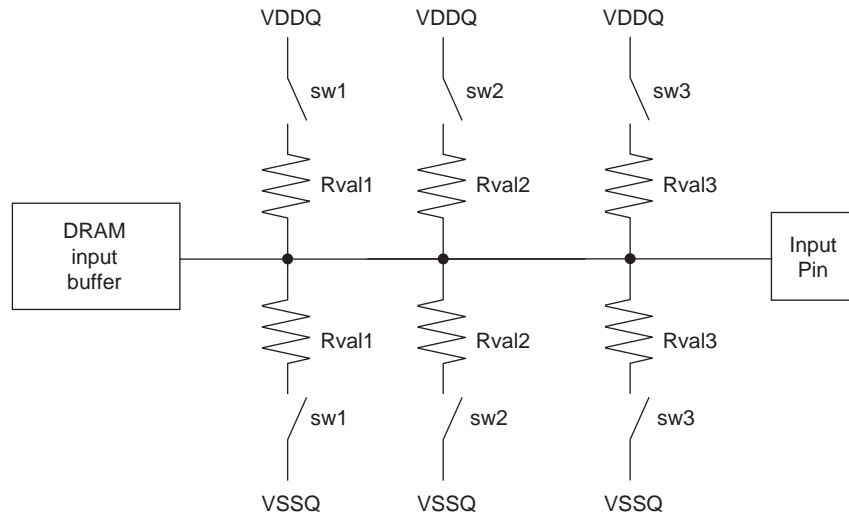 VDDQ VDDQ VDDQ
sw1 sw2 sw3
Rval1 Rval2 Rval3
DRAM
input
buffer
Input
Pin
Rval1 Rval2 Rval3
sw1 sw2 sw3
VSSQ VSSQ VSSQ